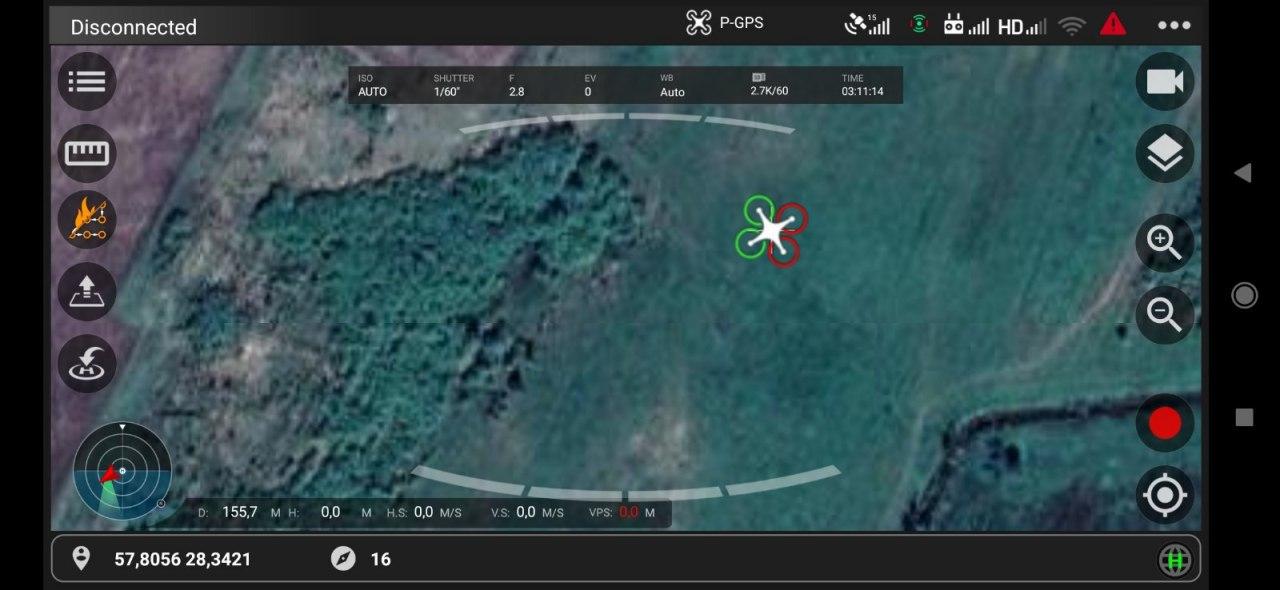 Disconnected
P-GPS
15
HD
ISO SHUTTER F EV WB TIME
AUTO 1/60" 2.8 0 Auto 2.7K/60 03:11:14
D: 155,7 M H: 0,0 M H.S: 0,0 M/S V.S: 0,0 M/S VPS: 0,0 M
57,8056 28,3421 16
H